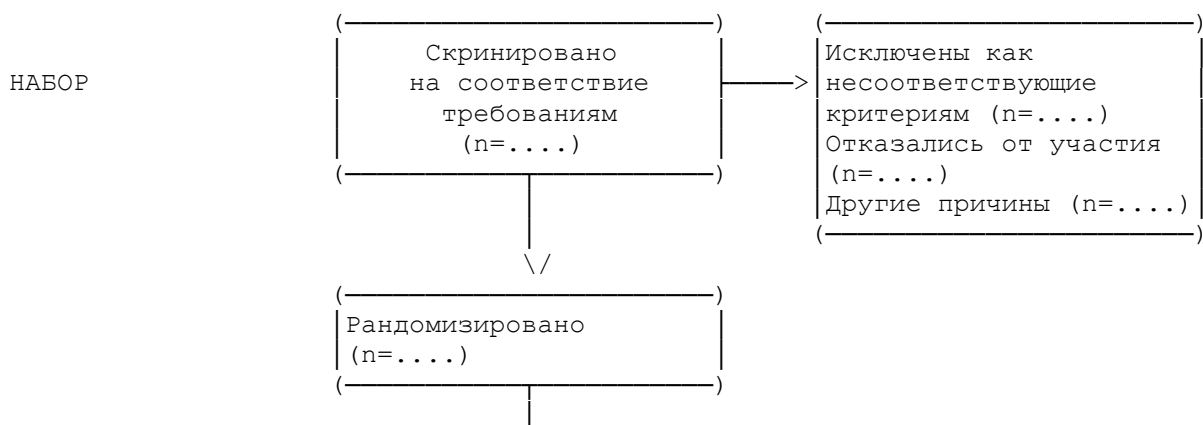 Скринировано
на соответствие
требованиям
(n=....)
НАБОР
Исключены как
несоответствующие
критериям (n=....)
Отказались от участия
(n=....)
Другие причины (n=....)
Рандомизировано
(n=....)